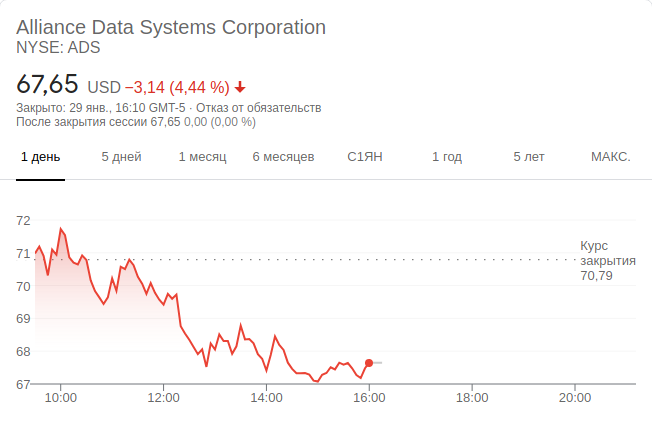 Alliance Data Systems Corporation
NYSE: ADS
67,65 USD −3,14 (4,44 %)
Закрыто: 29 янв., 16:10 GMT-5 · Отказ от обязательств
После закрытия сессии 67,65 0,00 (0,00 %)
1 день 5 дней 1 месяц 6 месяцев С1ЯН 1 год 5 лет МАКС.
72
71
70
69
68
67
Курс
закрытия
70,79
10:00 12:00 14:00 16:00 18:00 20:00